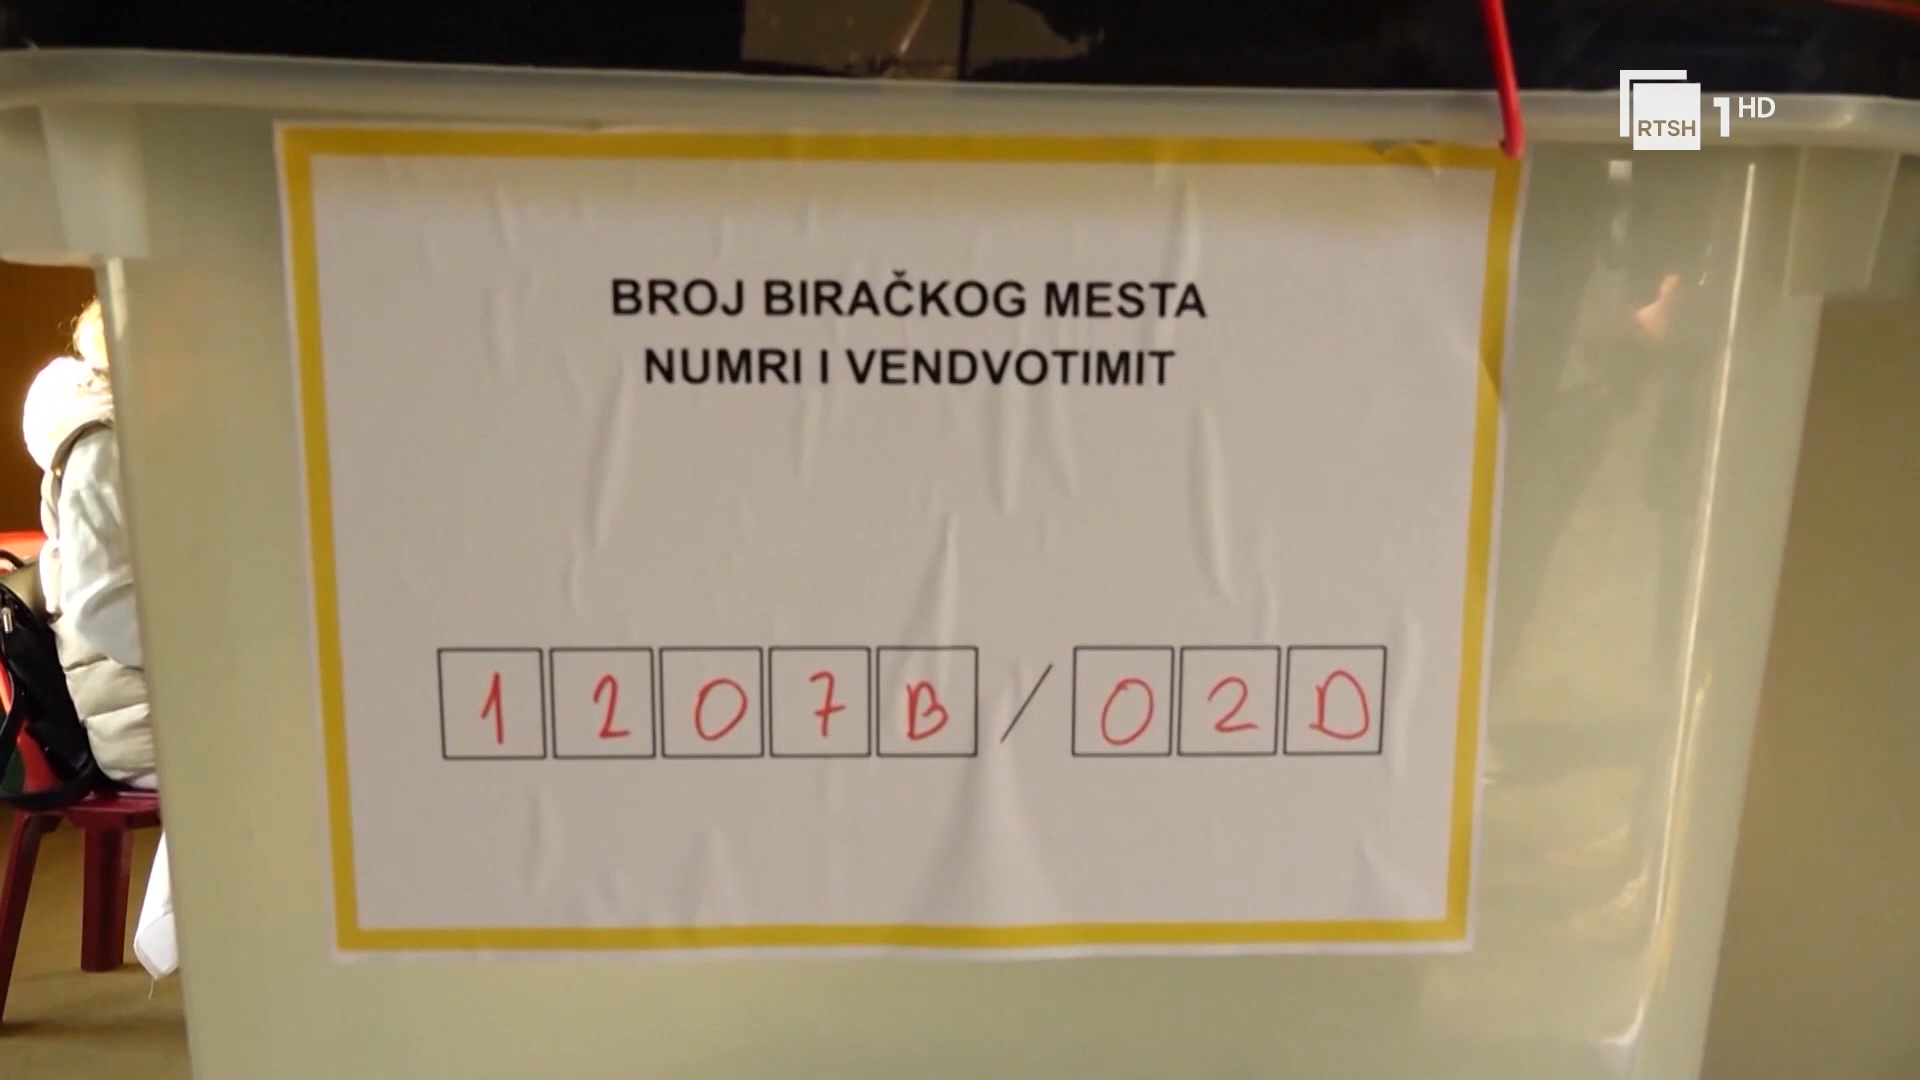 RTSH 1 HD
BROJ BIRAČKOG MESTA
NUMRI I VENDVOTIMIT
1207B / 02D